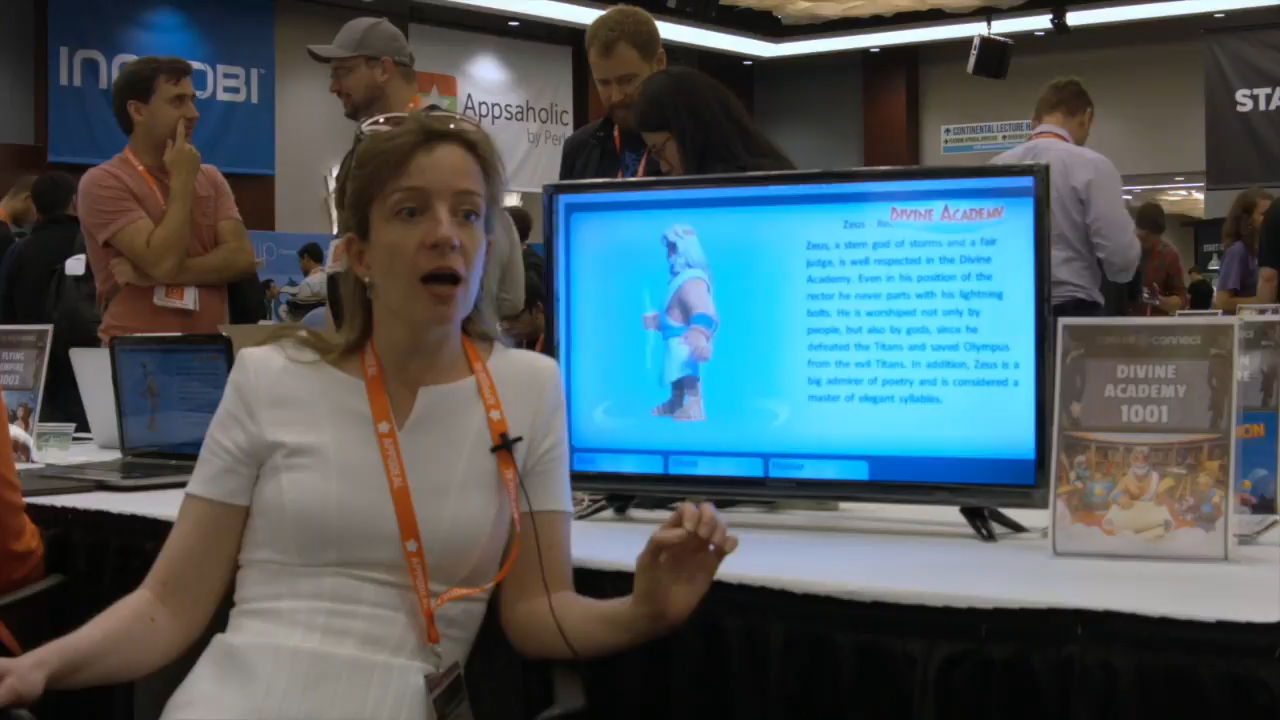 INMOBI
Appsaholic
by Perk
CONTINENTAL LECTURE HA
STA
DIVINE ACADEMY
Zeus
Zeus, a stern god of storms and a fair
judge, is well respected in the Divine
Academy. Even in his position of the
rector he never parts with his lightning
bolts. He is worshiped not only by
people, but also by gods, since he
defeated the Titans and saved Olympus
from the evil Titans. In addition, Zeus is a
big admirer of poetry and is considered a
master of elegant syllables.
FLYING
EMPIRE
1001
connect
DIVINE
ACADEMY
1001
ION
APPODEAL